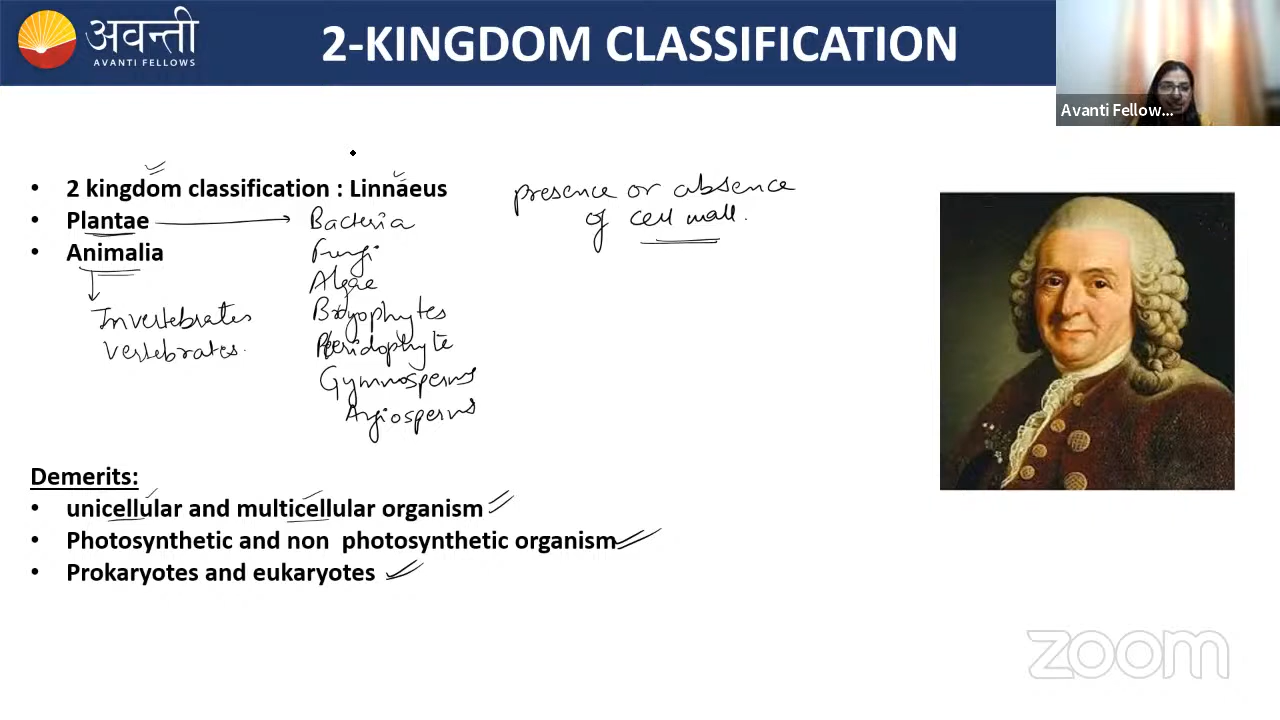 अवन्ती
AVANTI FELLOWS
2-KINGDOM CLASSIFICATION
Avanti Fellow...
• 2 kingdom classification : Linnaeus
• Plantae
• Animalia
presence or absence
of cell wall.
Bacteria
Fungi
Algae
Bryophytes
Pteridophyte
Gymnosperms
Angiosperms
Invertebrates
Vertebrates.
Demerits:
• unicellular and multicellular organism
• Photosynthetic and non photosynthetic organism
• Prokaryotes and eukaryotes
zoom